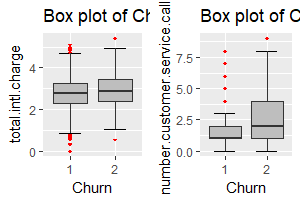 Box plot of Ch
total.intl.charge
4
2
0
1
2
Churn
Box plot of C
number.customer.service.call
7.5
5.0
2.5
0.0
1
2
Churn